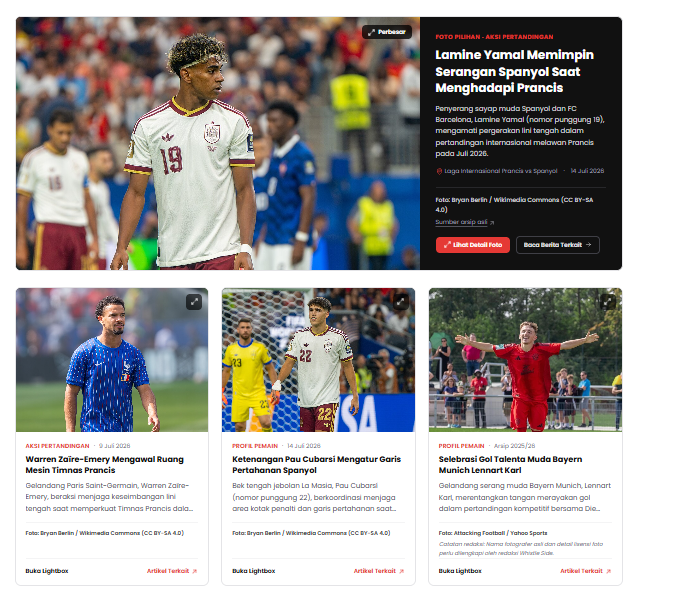 Perbesar
FOTO PILIHAN · AKSI PERTANDINGAN
Lamine Yamal Memimpin
Serangan Spanyol Saat
Menghadapi Prancis
Penyerang sayap muda Spanyol dan FC
Barcelona, Lamine Yamal (nomor punggung 19),
mengamati pergerakan lini tengah dalam
pertandingan internasional melawan Prancis
pada Juli 2026.
Laga Internasional Prancis vs Spanyol · 14 Juli 2026
Foto: Bryan Berlin / Wikimedia Commons (CC BY-SA
4.0)
Sumber arsip asli
Lihat Detail Foto
Baca Berita Terkait
19
AKSI PERTANDINGAN · 9 Juli 2026
Warren Zaïre-Emery Mengawal Ruang
Mesin Timnas Prancis
Gelandang Paris Saint-Germain, Warren Zaïre-
Emery, beraksi menjaga keseimbangan lini
tengah saat memperkuat Timnas Prancis dala...
Foto: Bryan Berlin / Wikimedia Commons (CC BY-SA 4.0)
Buka Lightbox
Artikel Terkait
23
22
22
VISA
PROFIL PEMAIN · 14 Juli 2026
Ketenangan Pau Cubarsí Mengatur Garis
Pertahanan Spanyol
Bek tengah jebolan La Masia, Pau Cubarsí
(nomor punggung 22), berkoordinasi menjaga
area kotak penalti dan garis pertahanan saat...
Foto: Bryan Berlin / Wikimedia Commons (CC BY-SA 4.0)
Buka Lightbox
Artikel Terkait
PROFIL PEMAIN · Arsip 2025/26
Selebrasi Gol Talenta Muda Bayern
Munich Lennart Karl
Gelandang serang muda Bayern Munich, Lennart
Karl, merentangkan tangan merayakan gol
dalam pertandingan kompetitif bersama Die...
Foto: Attacking Football / Yahoo Sports
Catatan redaksi: Nama fotografer asli dan detail lisensi foto
perlu dilengkapi oleh redaksi Whistle Side.
Buka Lightbox
Artikel Terkait